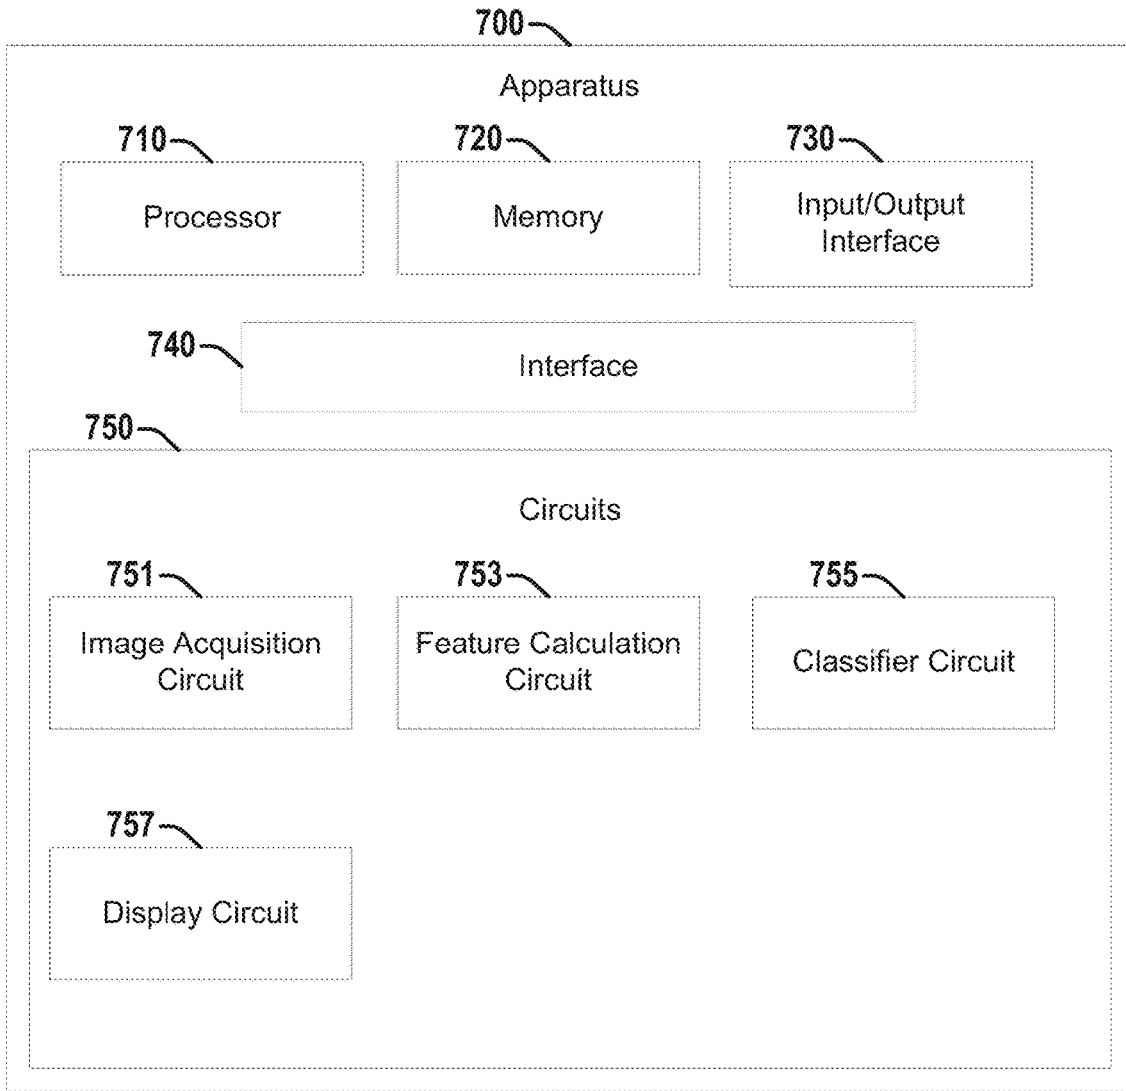 700
Apparatus
710
720
730
Processor
Memory
Input/Output
Interface
740
Interface
750
Circuits
751
753
755
Image Acquisition
Circuit
Feature Calculation
Circuit
Classifier Circuit
757
Display Circuit